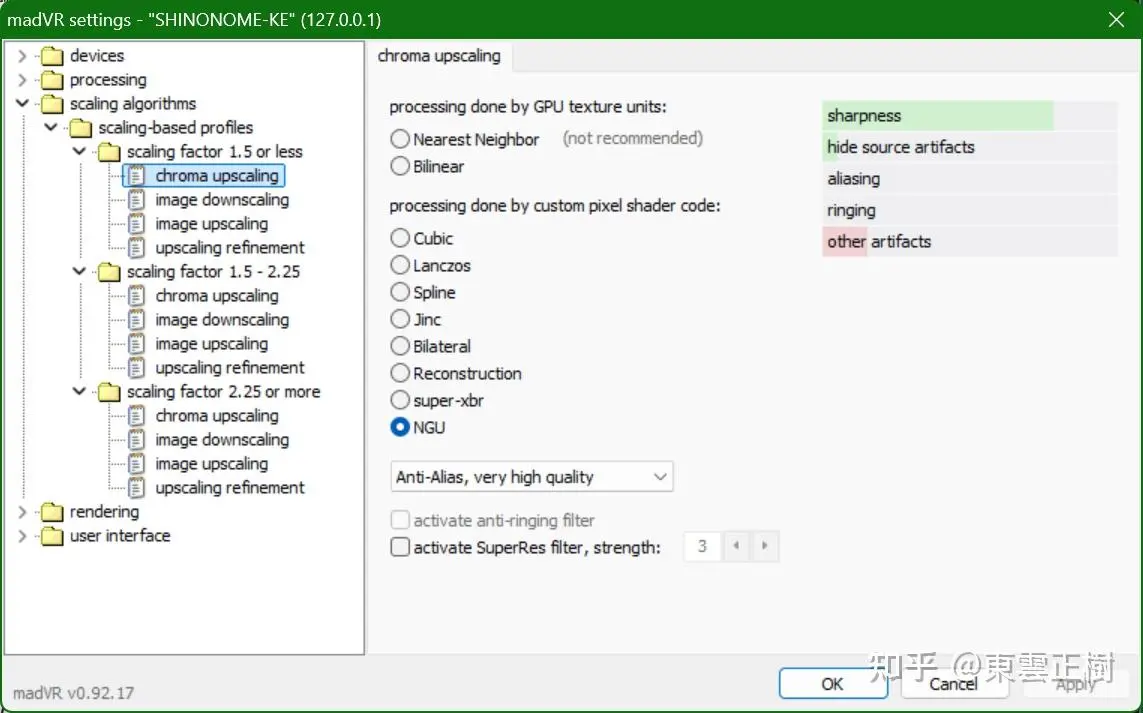 madVR settings - "SHINONOME-KE" (127.0.0.1)
devices
processing
scaling algorithms
scaling-based profiles
scaling factor 1.5 or less
chroma upscaling
image downscaling
image upscaling
upscaling refinement
scaling factor 1.5 - 2.25
chroma upscaling
image downscaling
image upscaling
upscaling refinement
scaling factor 2.25 or more
chroma upscaling
image downscaling
image upscaling
upscaling refinement
rendering
user interface
chroma upscaling
processing done by GPU texture units:
Nearest Neighbor (not recommended)
Bilinear
processing done by custom pixel shader code:
Cubic
Lanczos
Spline
Jinc
Bilateral
Reconstruction
super-xbr
NGU
Anti-Alias, very high quality
activate anti-ringing filter
activate SuperRes filter, strength: 3
sharpness
hide source artifacts
aliasing
ringing
other artifacts
madVR v0.92.17
OK
Cancel
Apply
知乎 @東雲正樹